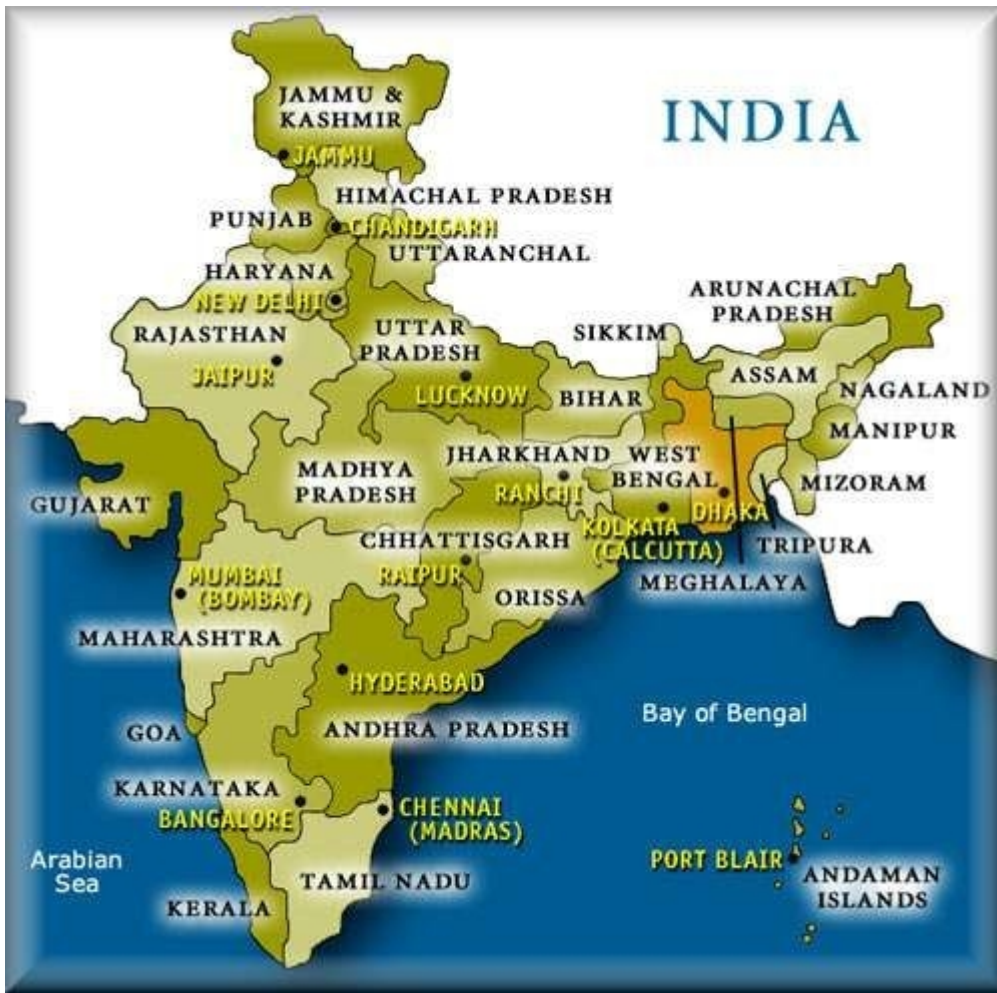 INDIA
JAMMU &
KASHMIR
JAMMU
HIMACHAL PRADESH
PUNJAB
CHANDIGARH
UTTARANCHAL
HARYANA
NEW DELHI
ARUNACHAL
PRADESH
RAJASTHAN
UTTAR
PRADESH
SIKKIM
JAIPUR
LUCKNOW
BIHAR
ASSAM
NAGALAND
MANIPUR
JHARKHAND
WEST
BENGAL
MADHYA
PRADESH
RANCHI
MIZORAM
GUJARAT
DHAKA
KOLKATA
(CALCUTTA)
CHHATTISGARH
TRIPURA
RAIPUR
MEGHALAYA
MUMBAI
(BOMBAY)
ORISSA
MAHARASHTRA
HYDERABAD
Bay of Bengal
GOA
ANDHRA PRADESH
KARNATAKA
BANGALORE
CHENNAI
(MADRAS)
Arabian
Sea
PORT BLAIR
ANDAMAN
ISLANDS
TAMIL NADU
KERALA